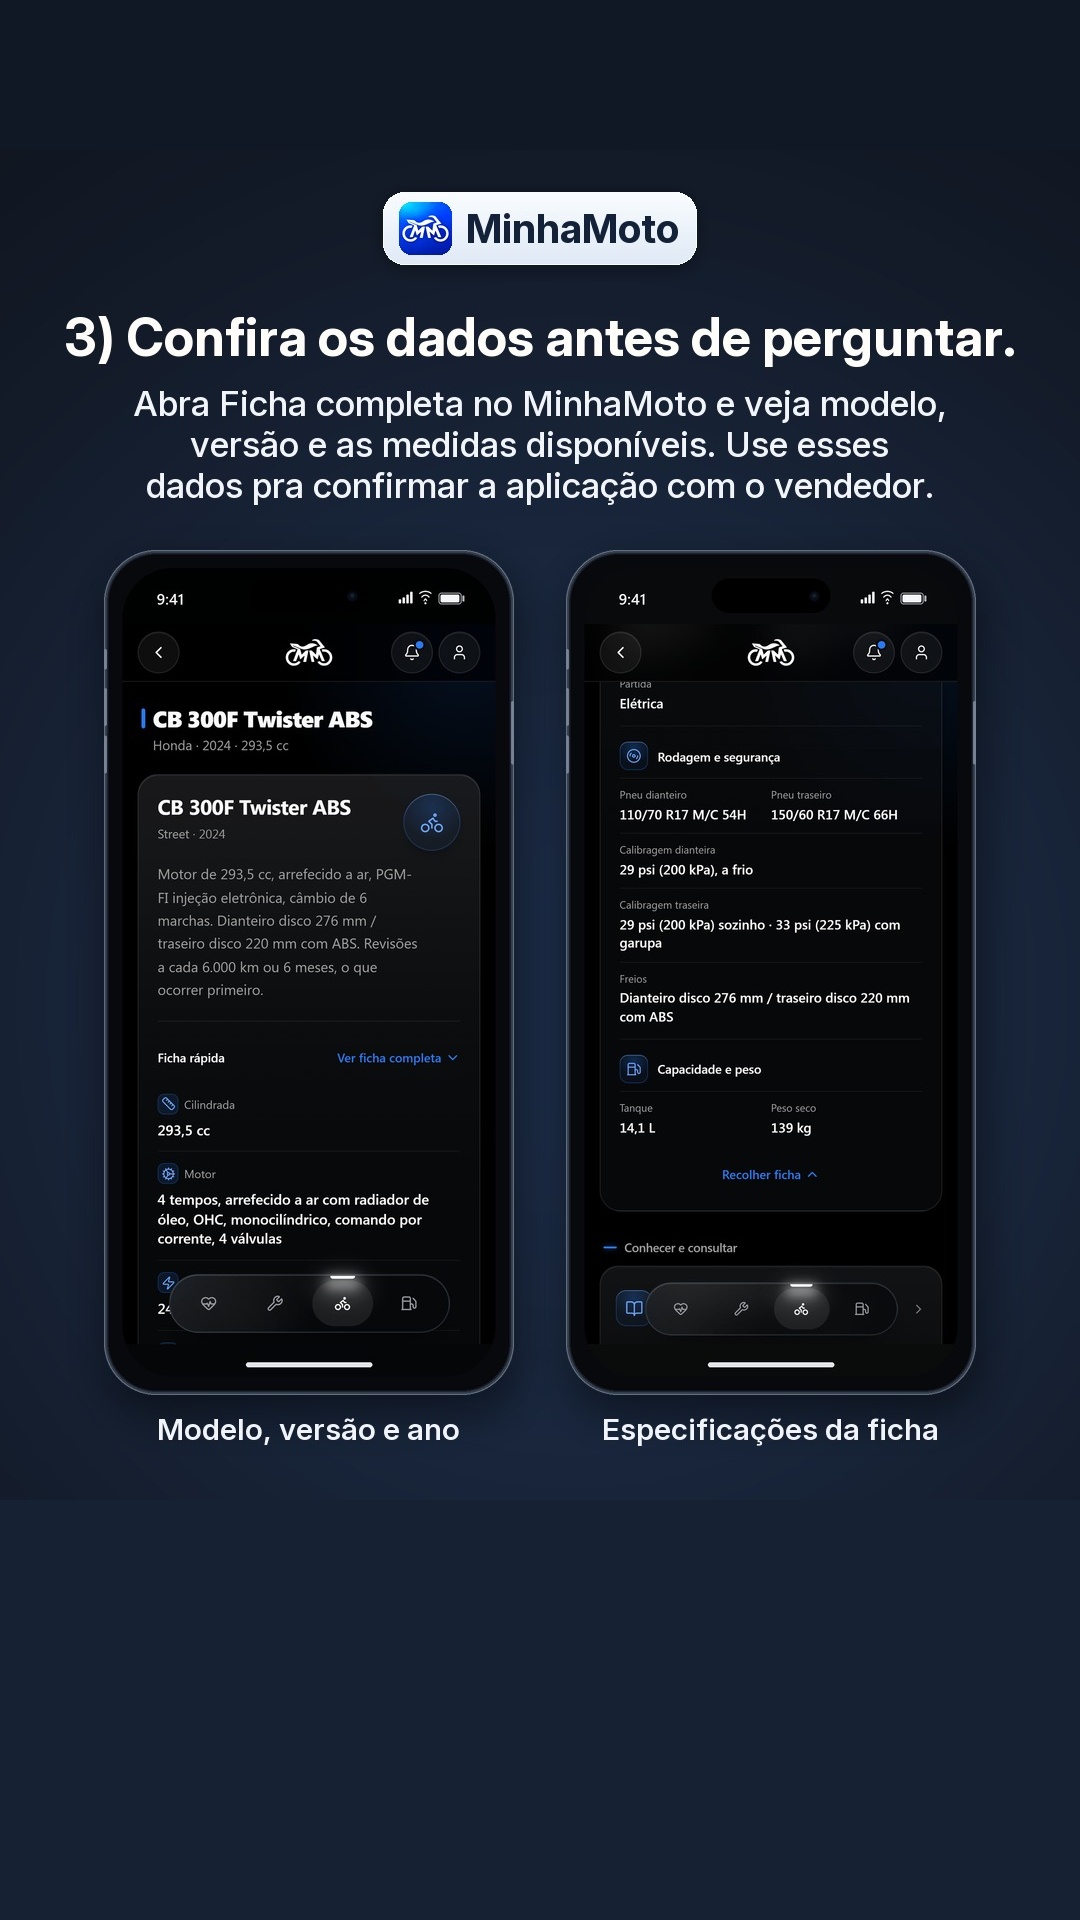 MinhaMoto
3) Confira os dados antes de perguntar.
Abra Ficha completa no MinhaMoto e veja modelo,
versão e as medidas disponíveis. Use esses
dados pra confirmar a aplicação com o vendedor.
9:41
CB 300F Twister ABS
Honda · 2024 · 293,5 cc
CB 300F Twister ABS
Street · 2024
Motor de 293,5 cc, arrefecido a ar, PGM-
FI injeção eletrônica, câmbio de 6
marchas. Dianteiro disco 276 mm /
traseiro disco 220 mm com ABS. Revisões
a cada 6.000 km ou 6 meses, o que
ocorrer primeiro.
Ficha rápida
Ver ficha completa
Cilindrada
293,5 cc
Motor
4 tempos, arrefecido a ar com radiador de
óleo, OHC, monocilíndrico, comando por
corrente, 4 válvulas
Modelo, versão e ano
9:41
Partida
Elétrica
Rodagem e segurança
Pneu dianteiro
110/70 R17 M/C 54H
Pneu traseiro
150/60 R17 M/C 66H
Calibragem dianteira
29 psi (200 kPa), a frio
Calibragem traseira
29 psi (200 kPa) sozinho · 33 psi (225 kPa) com
garupa
Freios
Dianteiro disco 276 mm / traseiro disco 220 mm
com ABS
Capacidade e peso
Tanque
14,1 L
Peso seco
139 kg
Recolher ficha
Conhecer e consultar
Especificações da ficha